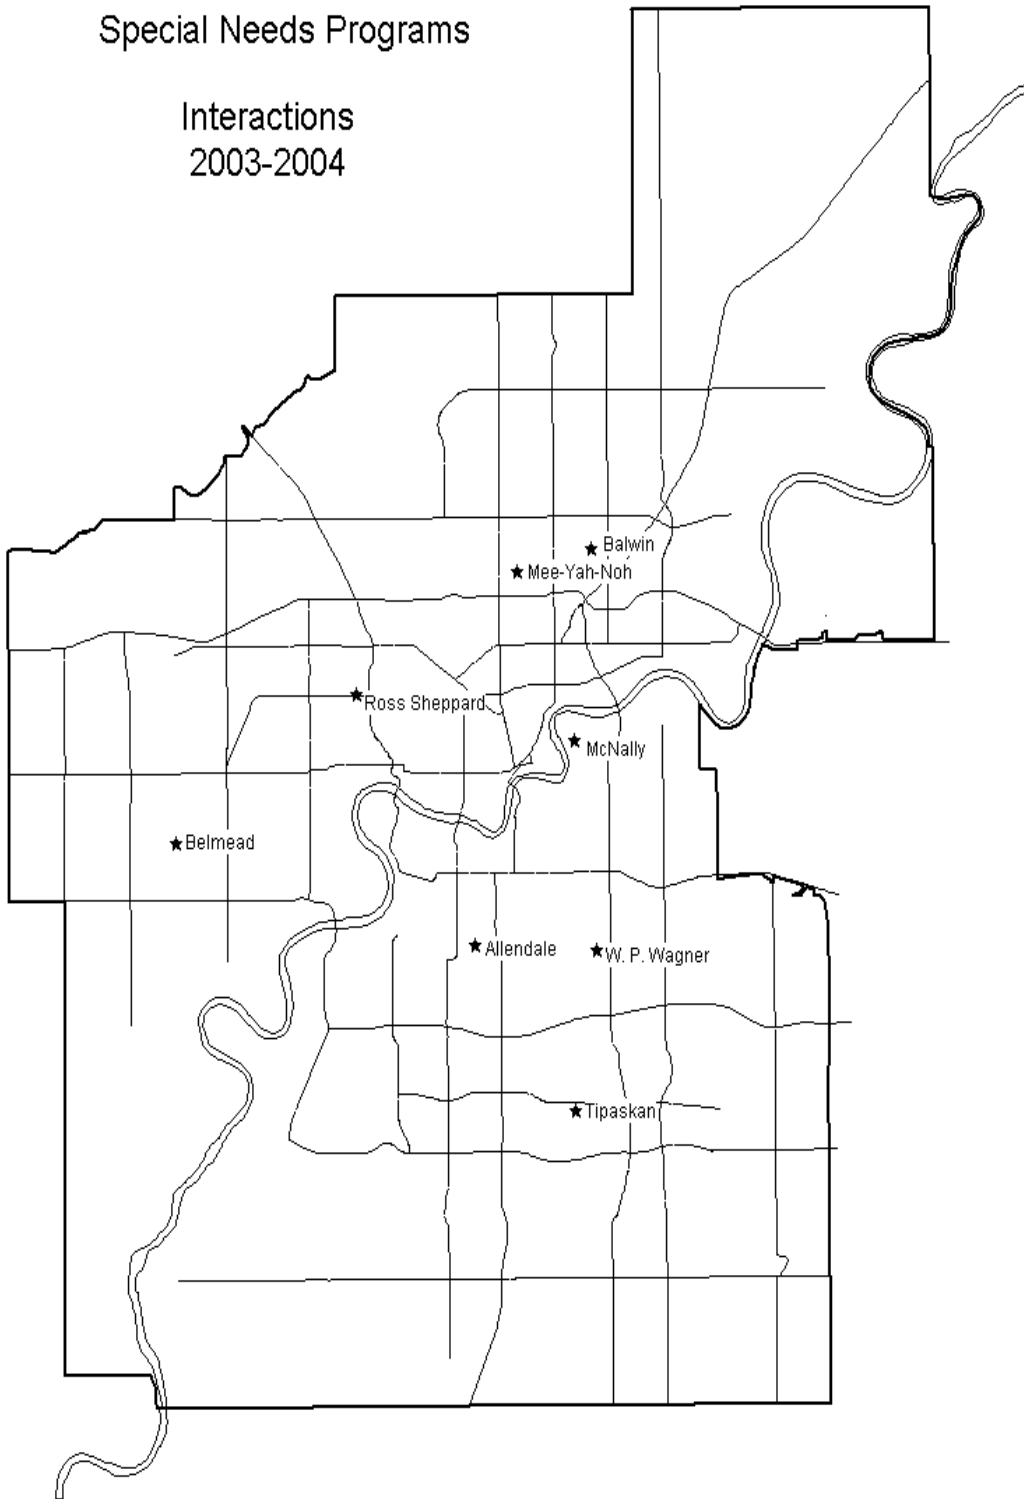 Special Needs Programs
Interactions
2003-2004
Balwin
Mee-Yah-Noh
Ross Sheppard
McNally
Belmead
Allendale
W. P. Wagner
Tipaskan